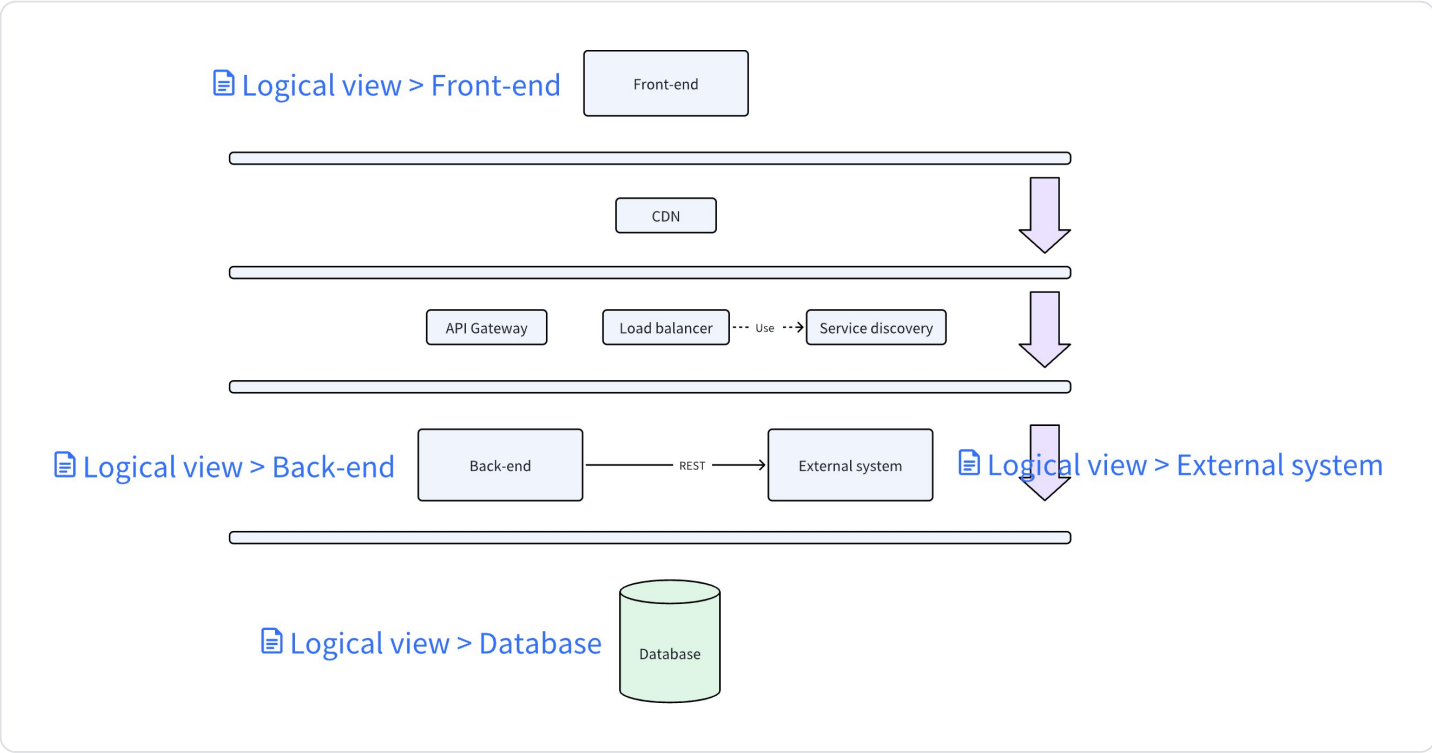 Logical view > Front-end
Front-end
CDN
API Gateway
Load balancer
Use
Service discovery
Logical view > Back-end
Back-end
REST
External system
Logical view > External system
Logical view > Database
Database